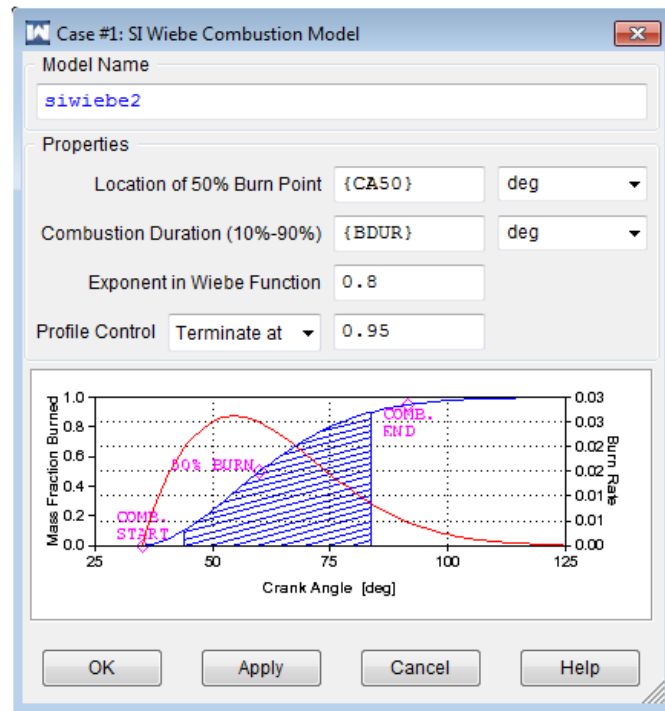 Case #1: SI Wiebe Combustion Model
Model Name
siwiebe2
Properties
Location of 50% Burn Point {CA50} deg
Combustion Duration (10%-90%) {BDUR} deg
Exponent in Wiebe Function 0.8
Profile Control Terminate at 0.95
Mass Fraction Burned
1.0
0.8
0.6
0.4
0.2
0.0
COMB.
START
50% BURN
COMB.
END
0.03
0.03
0.02
0.02
0.01
0.01
0.00
Burn Rate
25 50 75 100 125
Crank Angle [deg]
OK Apply Cancel Help